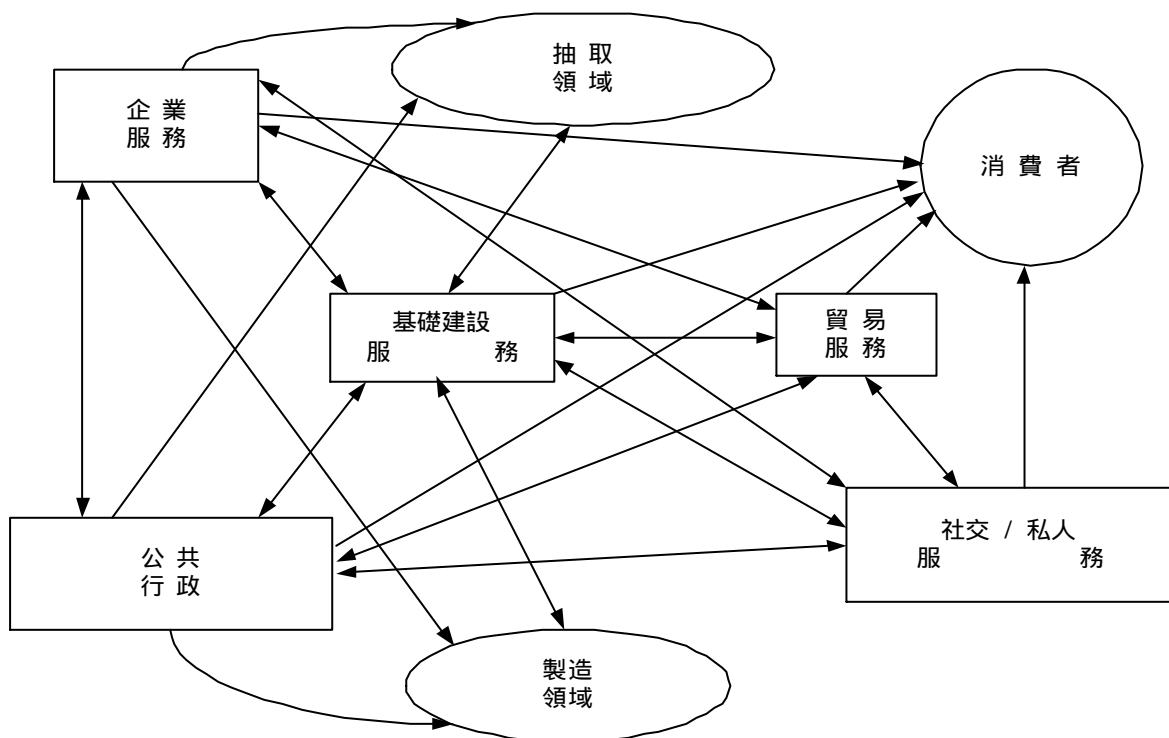 抽 取
領 域
企 業
服 務
消 費 者
基礎建設
服 務
貿 易
服 務
社交 / 私人
服 務
公 共
行 政
製 造
領 域